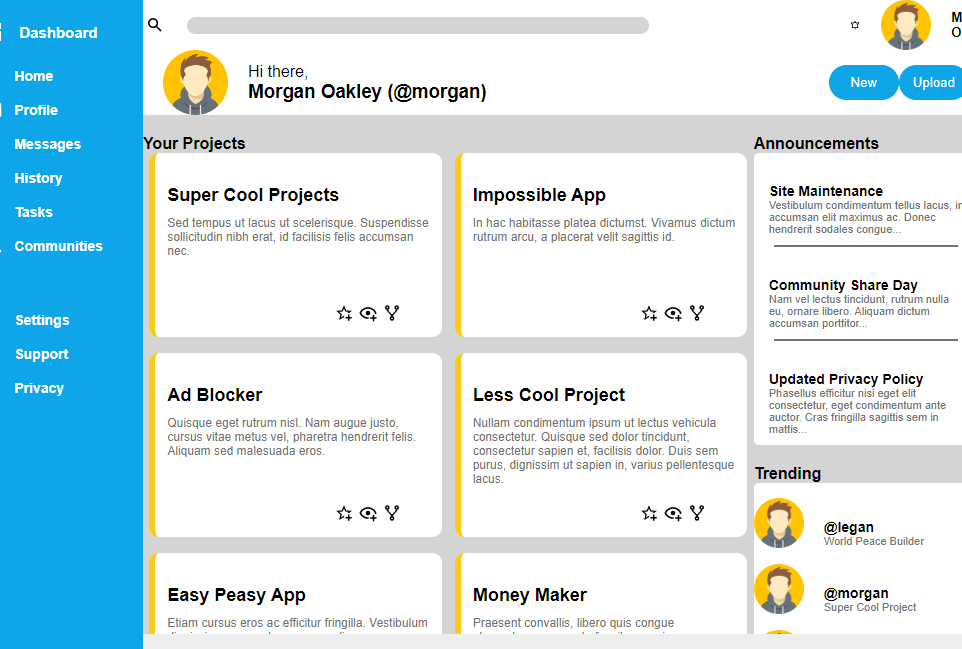 Dashboard
Home
Profile
Messages
History
Tasks
Communities
Settings
Support
Privacy
M
O
Hi there,
Morgan Oakley (@morgan)
New
Upload
Your Projects
Super Cool Projects
Sed tempus ut lacus ut scelerisque. Suspendisse
sollicitudin nibh erat, id facilisis felis accumsan
nec.
Impossible App
In hac habitasse platea dictumst. Vivamus dictum
rutrum arcu, a placerat velit sagittis id.
Ad Blocker
Quisque eget rutrum nisl. Nam augue justo,
cursus vitae metus vel, pharetra hendrerit felis.
Aliquam sed malesuada eros.
Less Cool Project
Nullam condimentum ipsum ut lectus vehicula
consectetur. Quisque sed dolor tincidunt,
consectetur sapien et, facilisis dolor. Duis sem
purus, dignissim ut sapien in, varius pellentesque
lacus.
Easy Peasy App
Etiam cursus eros ac efficitur fringilla. Vestibulum
Money Maker
Praesent convallis, libero quis congue
Announcements
Site Maintenance
Vestibulum condimentum tellus lacus, in
accumsan elit maximus ac. Donec
hendrerit sodales congue...
Community Share Day
Nam vel lectus tincidunt, rutrum nulla
eu, ornare libero. Aliquam dictum
accumsan porttitor...
Updated Privacy Policy
Phasellus efficitur nisi eget elit
consectetur, eget condimentum ante
auctor. Cras fringilla sagittis sem in
mattis...
Trending
@legan
World Peace Builder
@morgan
Super Cool Project